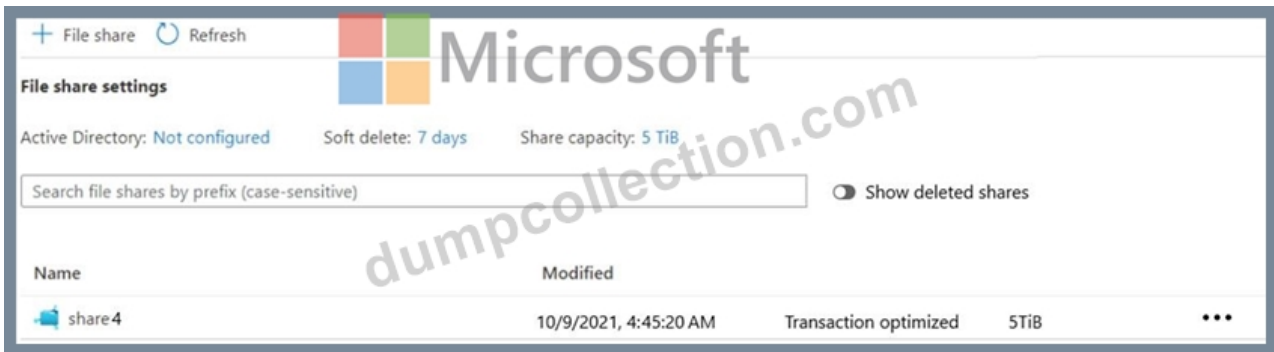 + File share Refresh
Microsoft
File share settings
Active Directory: Not configured Soft delete: 7 days Share capacity: 5 TiB
Search file shares by prefix (case-sensitive) Show deleted shares
dumpcollection.com
Name Modified
share4 10/9/2021, 4:45:20 AM Transaction optimized 5TiB •••